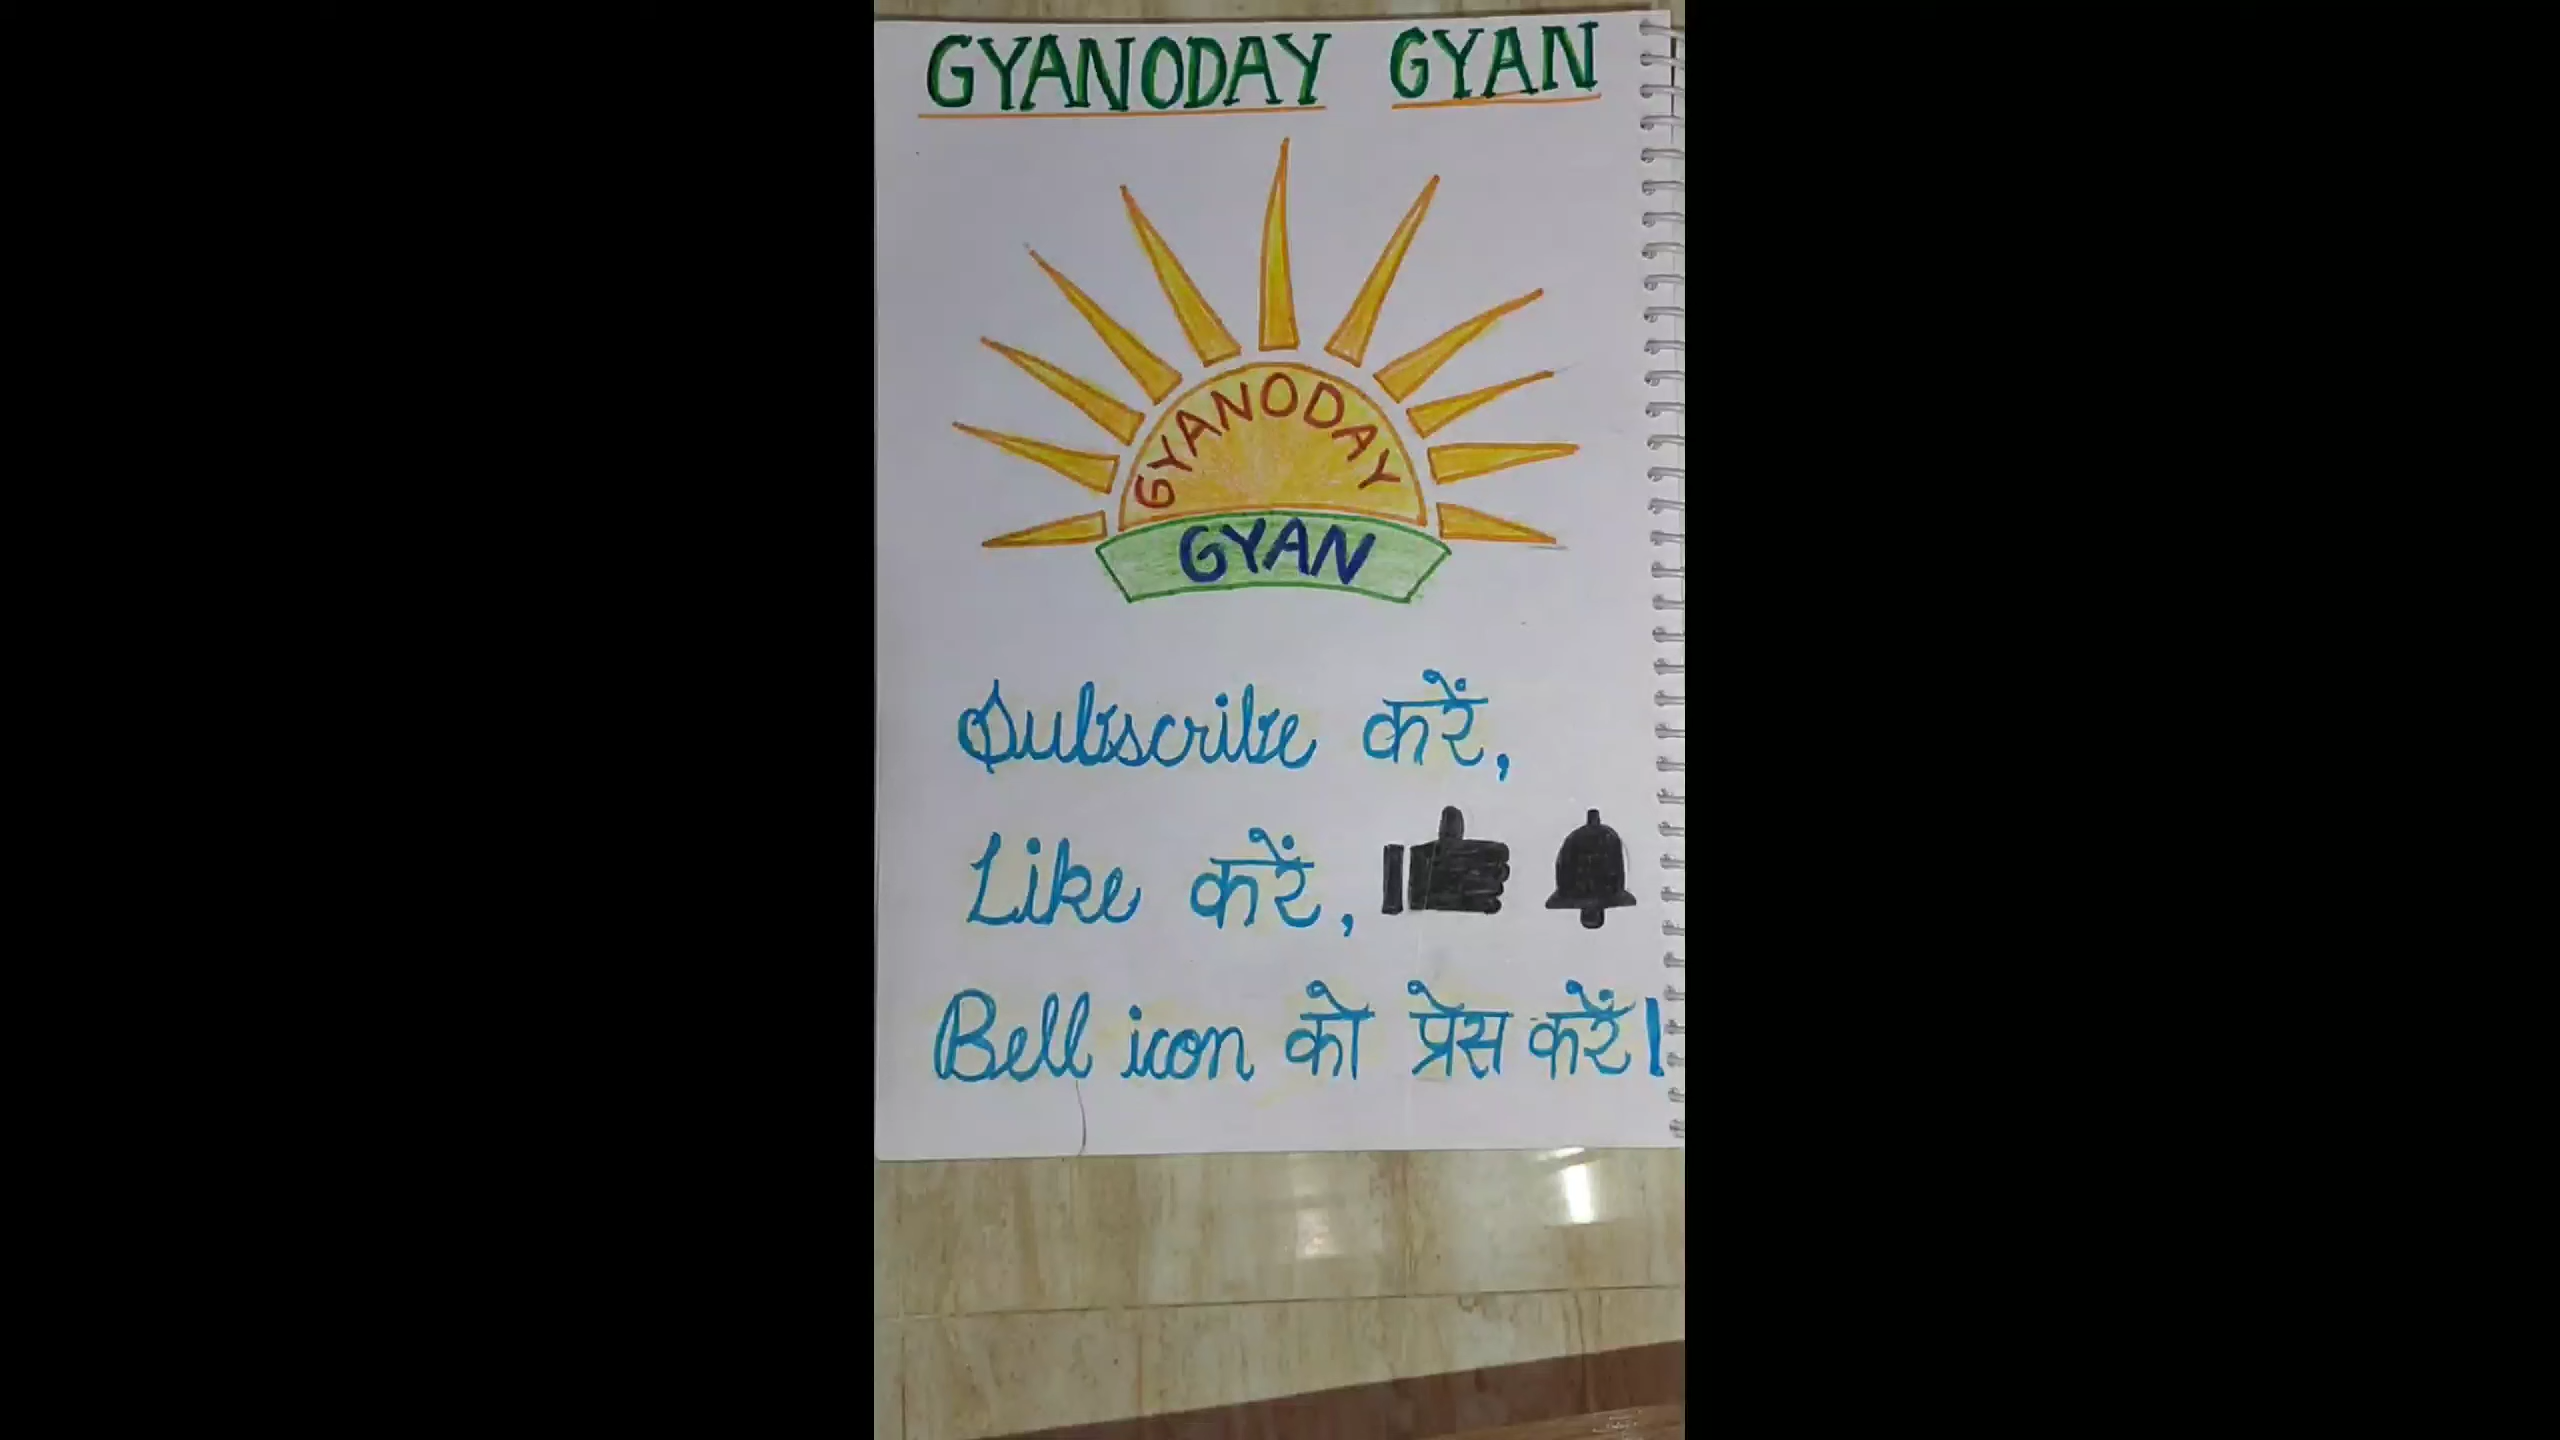 GYANODAY GYAN
GYANODAY
GYAN
Subscribe करें,
Like करें,
Bell icon को प्रेस करें।